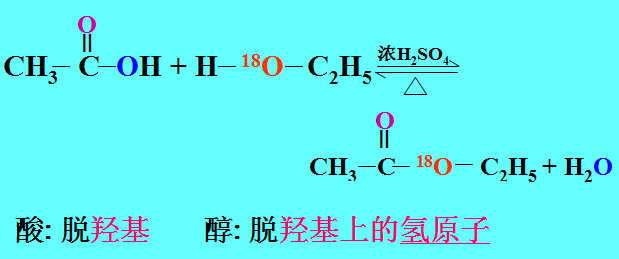 O
‖
CH₃— C—OH + H— ¹⁸O— C₂H₅ 浓H₂SO₄ ⇌ △
O
‖
CH₃—C— ¹⁸O— C₂H₅ + H₂O
酸: 脱羟基 醇: 脱羟基上的氢原子